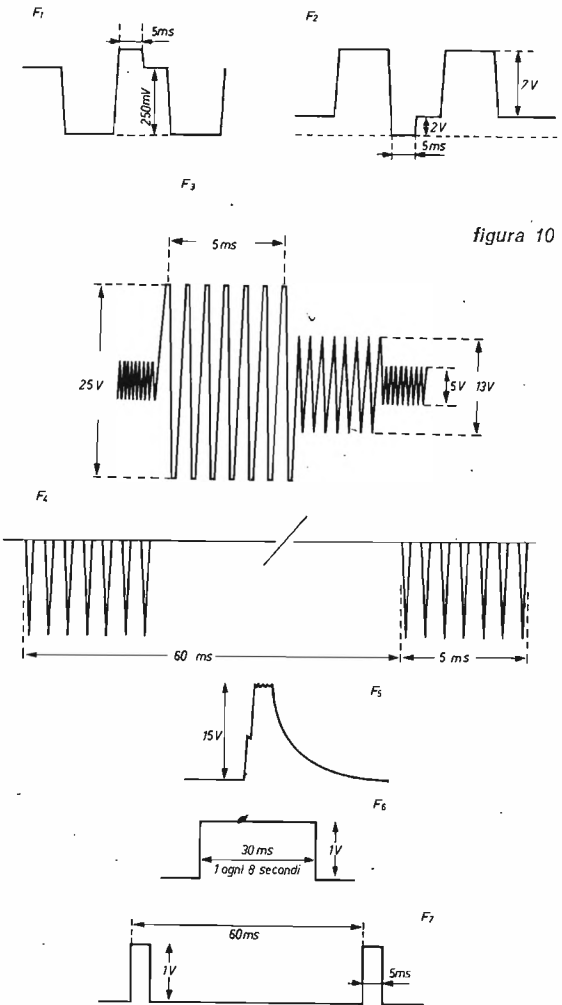 F1
5ms
250mV
F2
7V
2V
5ms
F3
figura 10
5ms
25V
5V
13V
F4
60 ms
5 ms
F5
15V
F6
30ms
1 ogni 8 secondi
1V
F7
60ms
1V
5ms